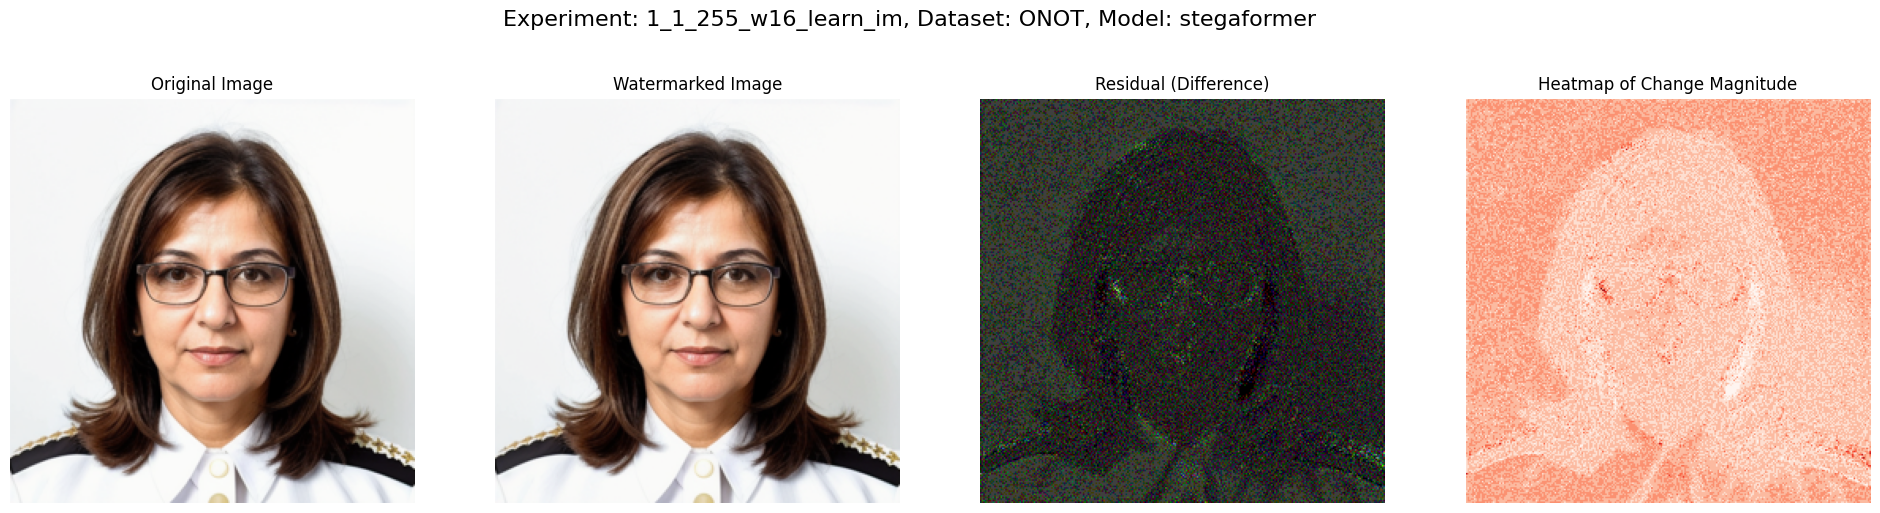 Experiment: 1_1_255_w16_learn_im, Dataset: ONOT, Model: stegaformer
Original Image
Watermarked Image
Residual (Difference)
Heatmap of Change Magnitude